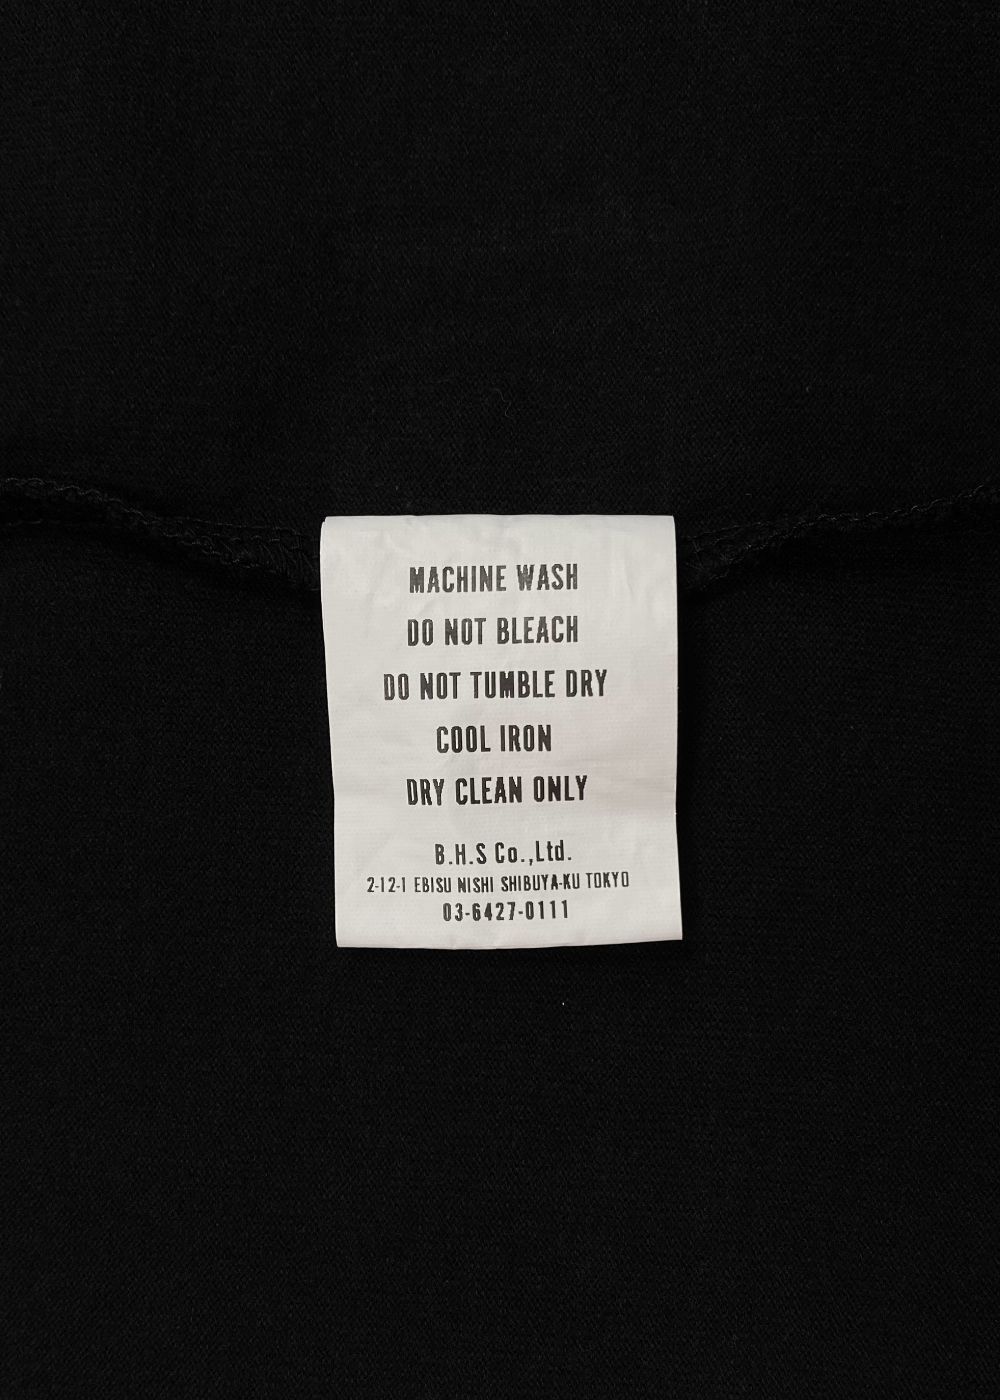 MACHINE WASH
DO NOT BLEACH
DO NOT TUMBLE DRY
COOL IRON
DRY CLEAN ONLY
B.H.S Co.,Ltd.
2-12-1 EBISU NISHI SHIBUYA-KU TOKYO
03-6427-0111